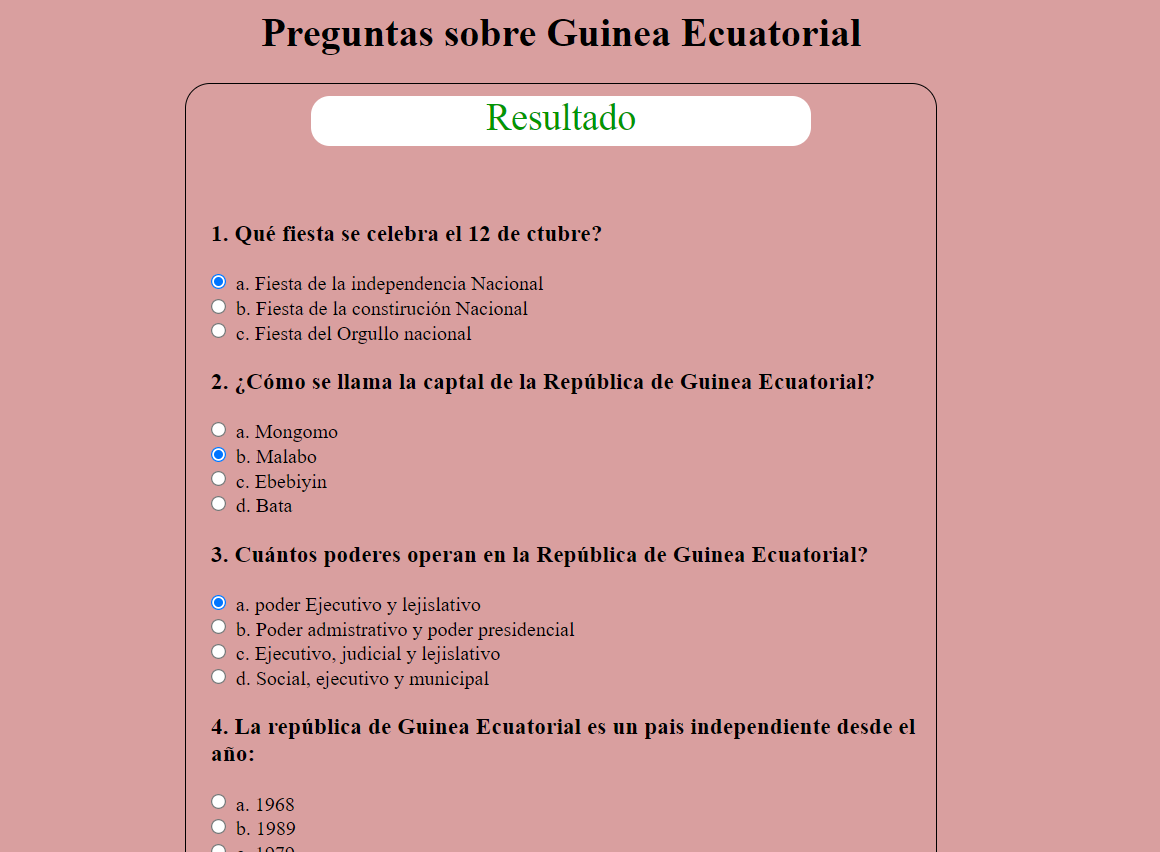 Preguntas sobre Guinea Ecuatorial
Resultado
1. Qué fiesta se celebra el 12 de ctubre?
a. Fiesta de la independencia Nacional
b. Fiesta de la constirución Nacional
c. Fiesta del Orgullo nacional
2. ¿Cómo se llama la captal de la República de Guinea Ecuatorial?
a. Mongomo
b. Malabo
c. Ebebiyin
d. Bata
3. Cuántos poderes operan en la República de Guinea Ecuatorial?
a. poder Ejecutivo y lejislativo
b. Poder admistrativo y poder presidencial
c. Ejecutivo, judicial y lejislativo
d. Social, ejecutivo y municipal
4. La república de Guinea Ecuatorial es un pais independiente desde el
año:
a. 1968
b. 1989